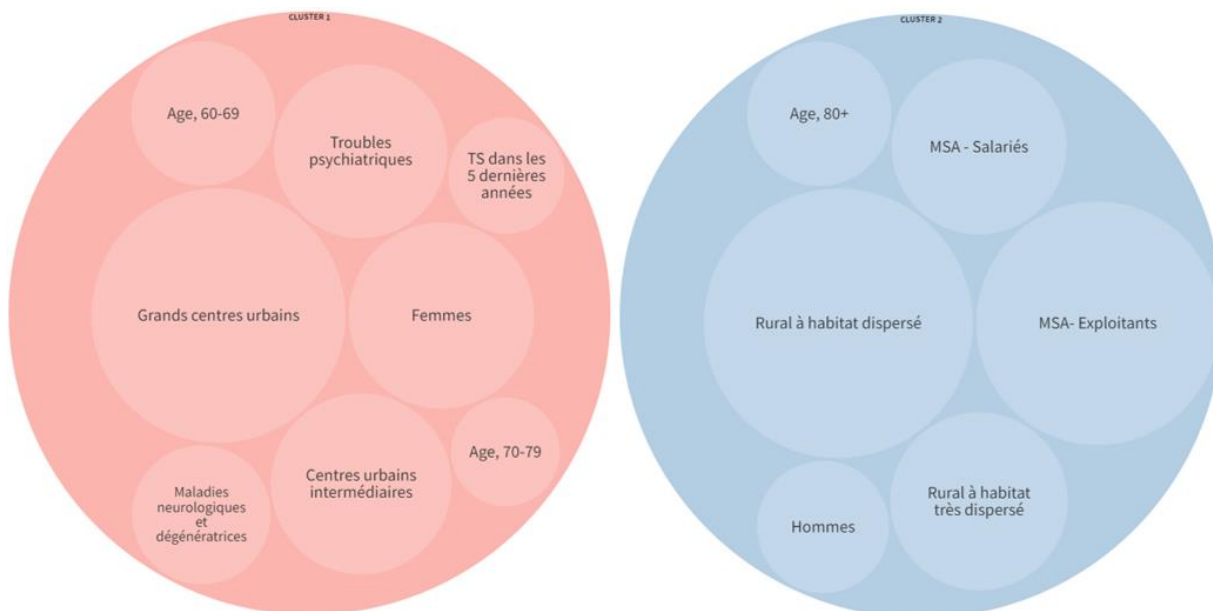 CLUSTER 1
Age, 60-69
Troubles
psychiatriques
TS dans les
5 dernières
années
Grands centres urbains
Femmes
Centres urbains
intermédiaires
Age, 70-79
Maladies
neurologiques
et
dégénératrices
CLUSTER 2
Age, 80+
MSA - Salariés
Rural à habitat dispersé
MSA- Exploitants
Rural à habitat
très dispersé
Hommes